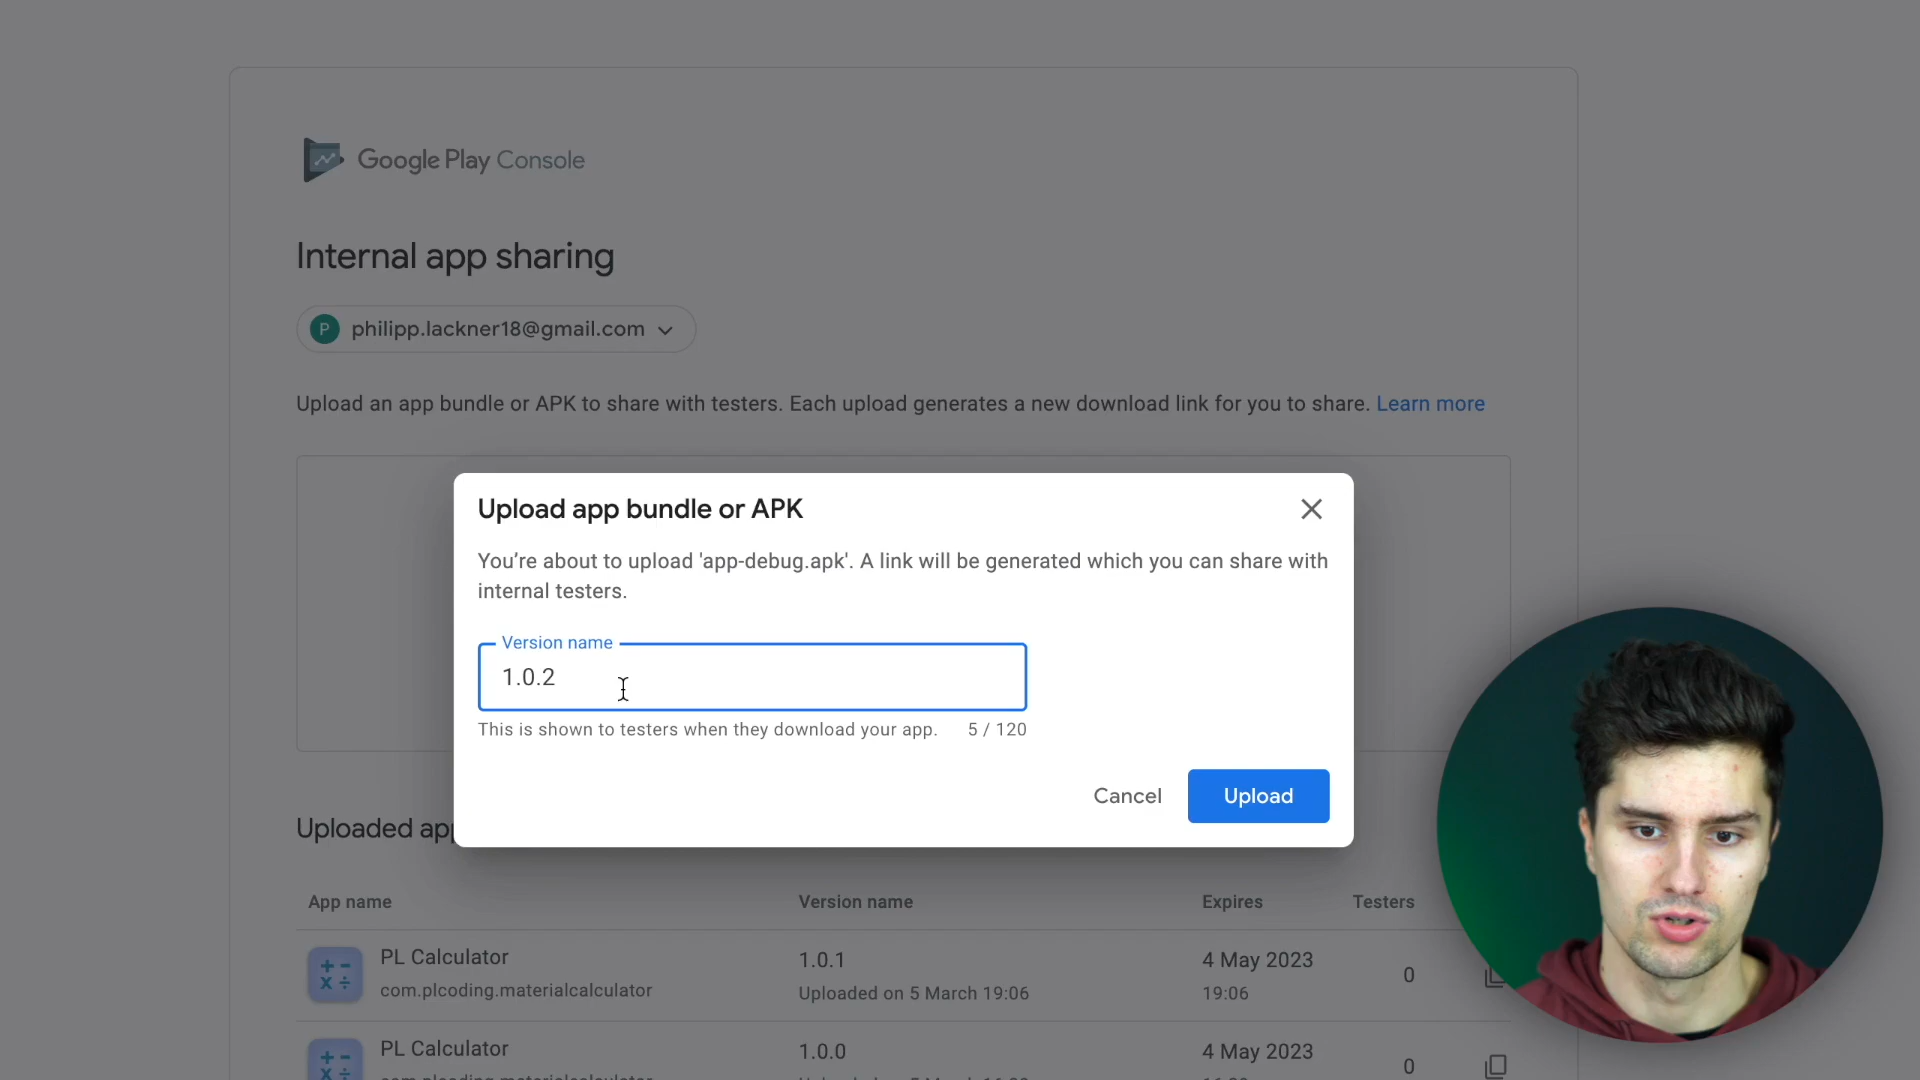 Google Play Console
Internal app sharing
P philipp.lackner18@gmail.com
Upload an app bundle or APK to share with testers. Each upload generates a new download link for you to share. Learn more
Upload app bundle or APK
You’re about to upload 'app-debug.apk'. A link will be generated which you can share with
internal testers.
Version name
1.0.2
This is shown to testers when they download your app. 5 / 120
Cancel Upload
Uploaded app
App name Version name Expires Testers
PL Calculator 1.0.1 4 May 2023 0
com.plcoding.materialcalculator Uploaded on 5 March 19:06 19:06
PL Calculator 1.0.0 4 May 2023 0